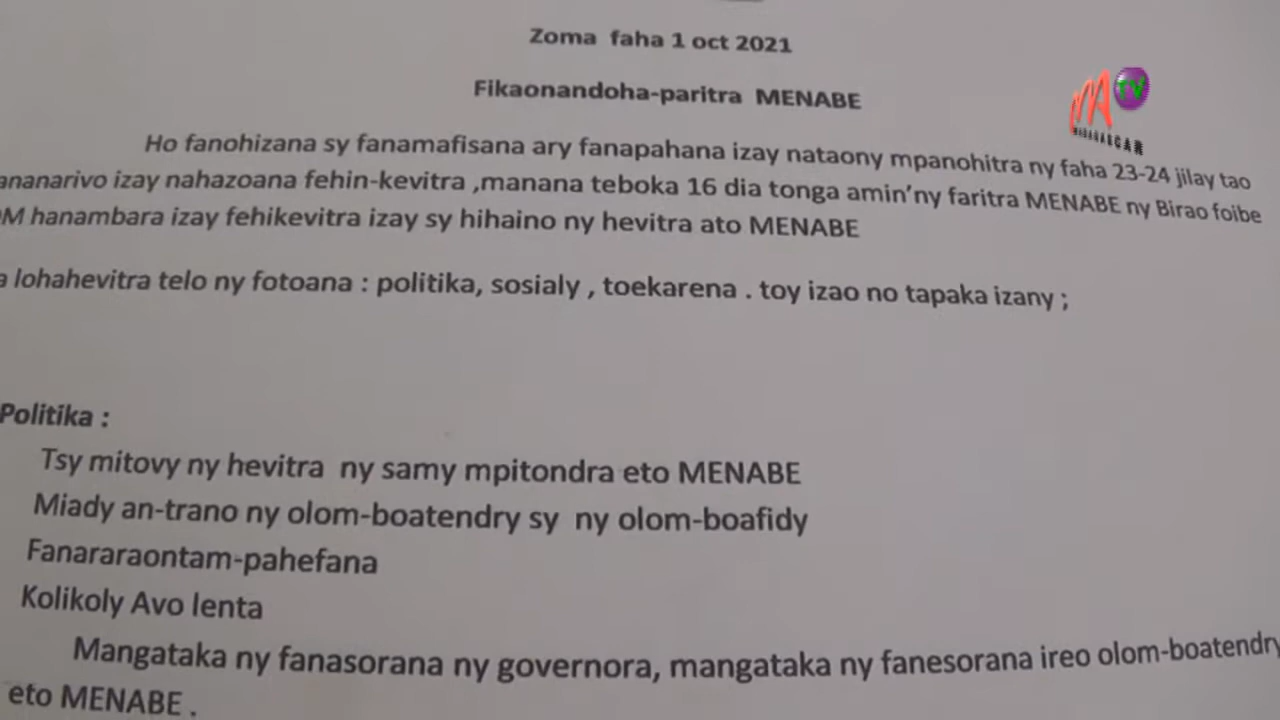 Zoma faha 1 oct 2021
Fikaonandoha-paritra MENABE
Ho fanohizana sy fanamafisana ary fanapahana izay nataony mpanohitra ny faha 23-24 jilay tao
ananarivo izay nahazoana fehin-kevitra ,manana teboka 16 dia tonga amin'ny faritra MENABE ny Birao foibe
M hanambara izay fehikevitra izay sy hihaino ny hevitra ato MENABE
a lohahevitra telo ny fotoana : politika, sosialy , toekarena . toy izao no tapaka izany ;
Politika :
Tsy mitovy ny hevitra ny samy mpitondra eto MENABE
Miady an-trano ny olom-boatendry sy ny olom-boafidy
Fanararaontam-pahefana
Kolikoly Avo lenta
Mangataka ny fanasorana ny governora, mangataka ny fanesorana ireo olom-boatendry
eto MENABE .
MA TV
MADAGASCAR